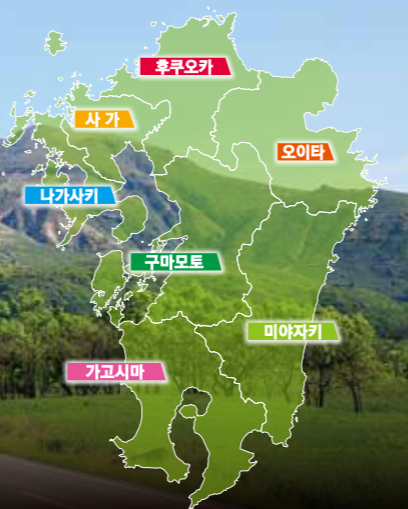 후쿠오카
사가
오이타
나가사키
구마모토
미야자키
가고시마